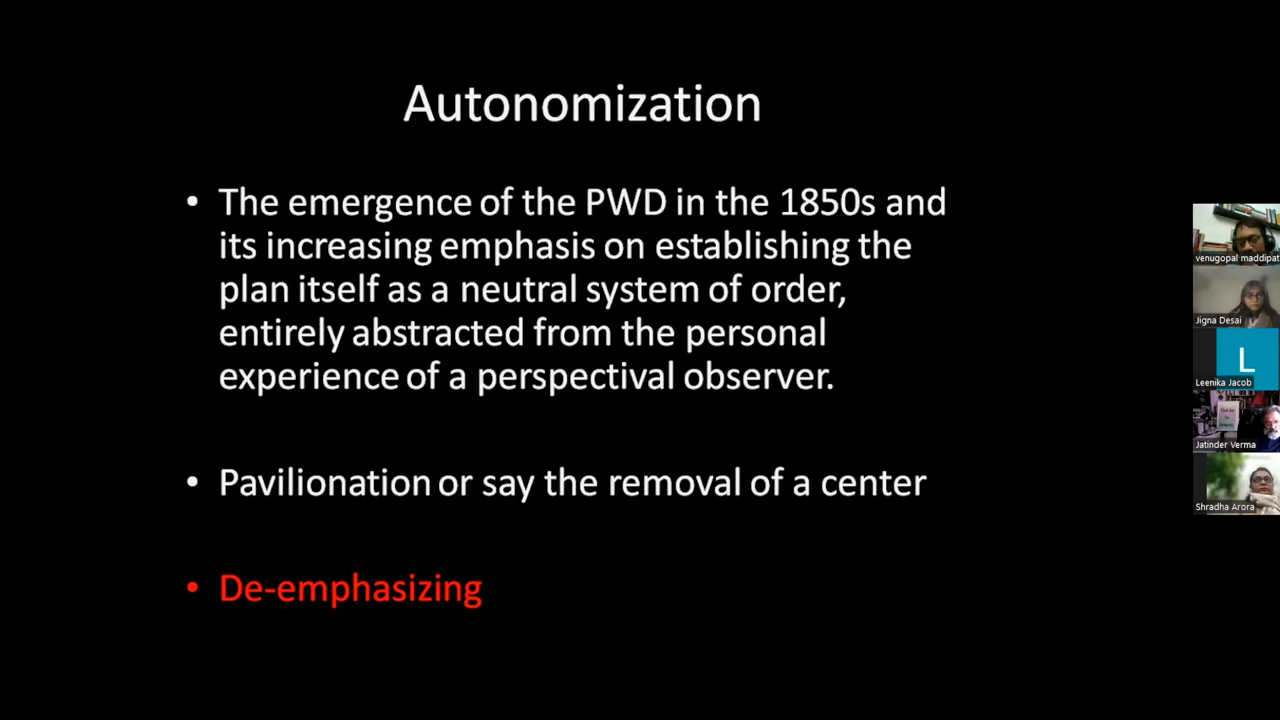 Autonomization
• The emergence of the PWD in the 1850s and
its increasing emphasis on establishing the
plan itself as a neutral system of order,
entirely abstracted from the personal
experience of a perspectival observer.
• Pavilionation or say the removal of a center
• De-emphasizing
venugopal maddipat
Jigna Desai
L
Leenika Jacob
Jatinder Verma
Shradha Arora